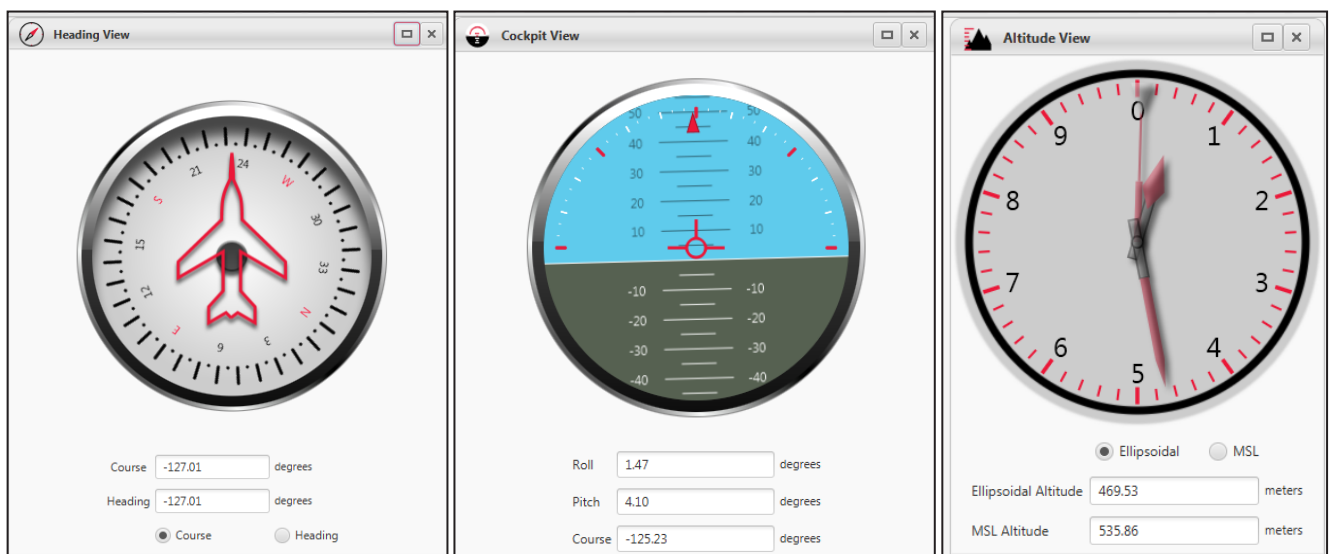 Heading View
21
24
W
S
30
15
33
12
N
E
6
3
Course -127.01 degrees
Heading -127.01 degrees
Course Heading
Cockpit View
50 50
40 40
30 30
20 20
10 10
-10 -10
-20 -20
-30 -30
-40 -40
Roll 1.47 degrees
Pitch 4.10 degrees
Course -125.23 degrees
Altitude View
0
9 1
8 2
7 3
6 4
5
Ellipsoidal MSL
Ellipsoidal Altitude 469.53 meters
MSL Altitude 535.86 meters